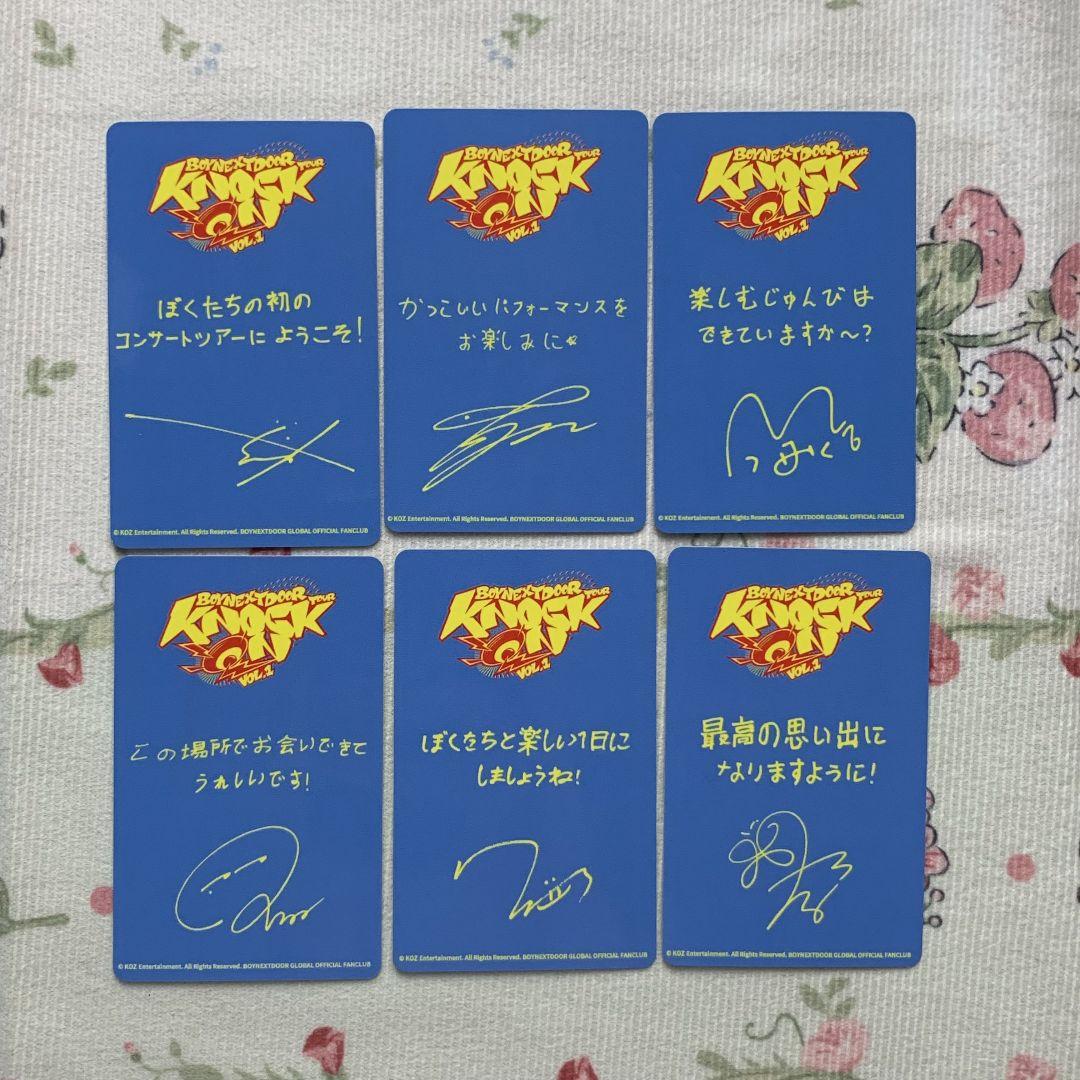 BOYNEXTDOOR TOUR
KNOCK
ON
VOL.1
ぼくたちの初の
コンサートツアーにようこそ!
© KOZ Entertainment. All Rights Reserved. BOYNEXTDOOR GLOBAL OFFICIAL FANCLUB
BOYNEXTDOOR TOUR
KNOCK
ON
VOL.1
かっこいいパフォーマンスを
お楽しみに
© KOZ Entertainment. All Rights Reserved. BOYNEXTDOOR GLOBAL OFFICIAL FANCLUB
BOYNEXTDOOR TOUR
KNOCK
ON
VOL.1
楽しむじゅんびは
できていますか〜?
© KOZ Entertainment. All Rights Reserved. BOYNEXTDOOR GLOBAL OFFICIAL FANCLUB
BOYNEXTDOOR TOUR
KNOCK
ON
VOL.1
この場所でお会いできて
うれしいです!
© KOZ Entertainment. All Rights Reserved. BOYNEXTDOOR GLOBAL OFFICIAL FANCLUB
BOYNEXTDOOR TOUR
KNOCK
ON
VOL.1
ぼくたちと楽しい1日に
しましょうね!
© KOZ Entertainment. All Rights Reserved. BOYNEXTDOOR GLOBAL OFFICIAL FANCLUB
BOYNEXTDOOR TOUR
KNOCK
ON
VOL.1
最高の思い出に
なりますように!
© KOZ Entertainment. All Rights Reserved. BOYNEXTDOOR GLOBAL OFFICIAL FANCLUB